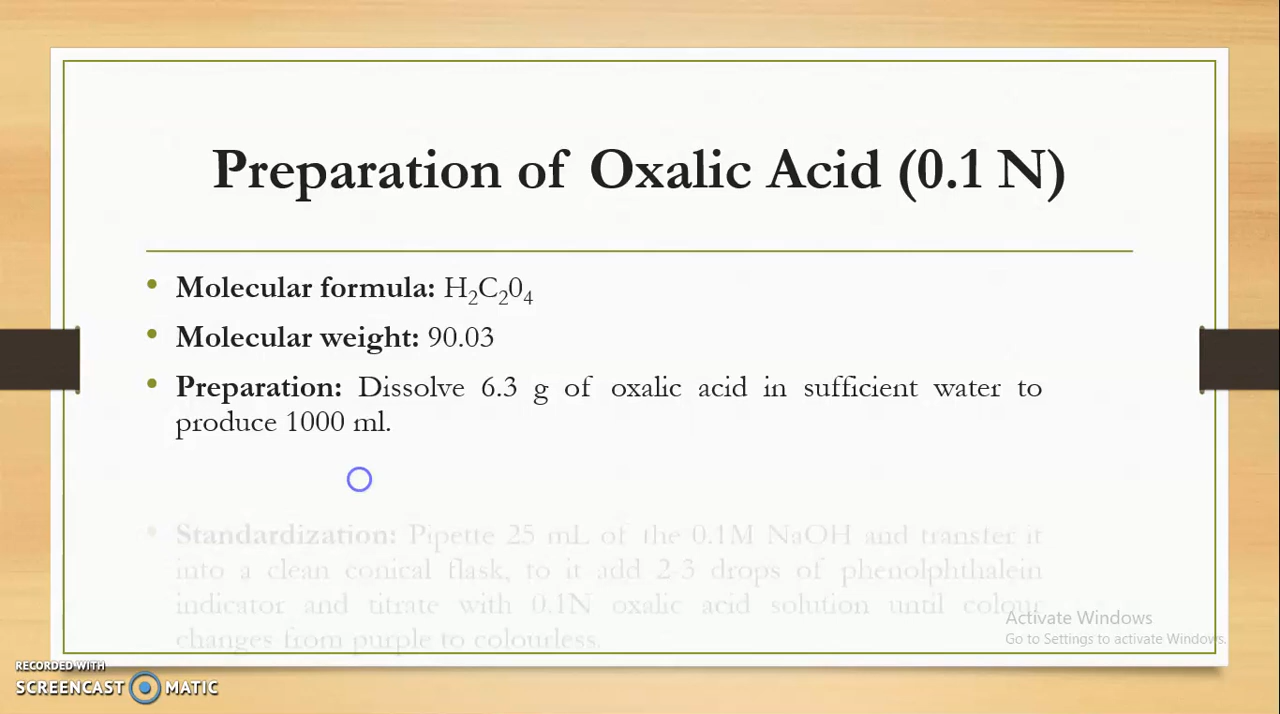 Preparation of Oxalic Acid (0.1 N)
• Molecular formula: H₂C₂0₄
• Molecular weight: 90.03
• Preparation: Dissolve 6.3 g of oxalic acid in sufficient water to
produce 1000 ml.
• Standardization: Pipette 25 mL of the 0.1M NaOH and transfer it
into a clean conical flask, to it add 2-3 drops of phenolphthalein
indicator and titrate with 0.1N oxalic acid solution until colour
changes from purple to colourless.
Activate Windows
Go to Settings to activate Windows.
RECORDED WITH
SCREENCAST MATIC